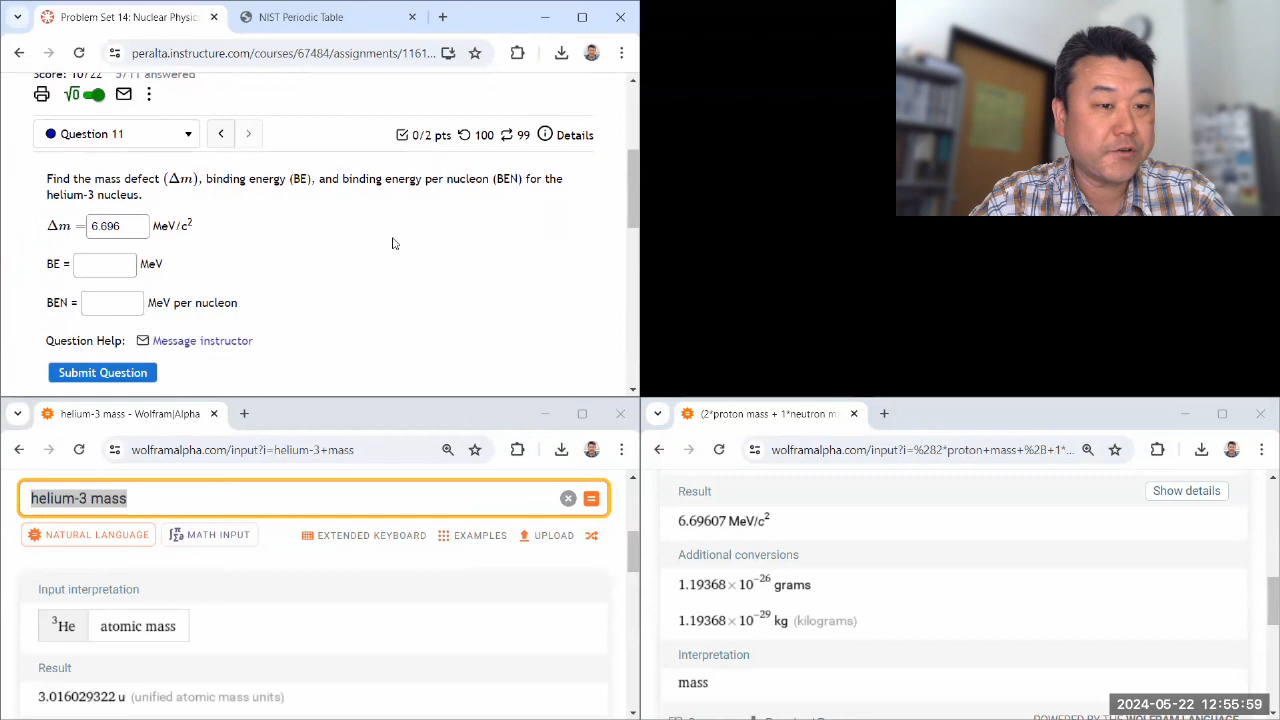 Problem Set 14: Nuclear Physic
NIST Periodic Table
peralta.instructure.com/courses/67484/assignments/1161...
Score: 10/22 5/11 answered
√0
Question 11
0/2 pts 100 99 Details
Find the mass defect (Δm), binding energy (BE), and binding energy per nucleon (BEN) for the
helium-3 nucleus.
Δm = 6.696 MeV/c²
BE = MeV
BEN = MeV per nucleon
Question Help: Message instructor
Submit Question
helium-3 mass - Wolfram|Alpha
wolframalpha.com/input?i=helium-3+mass
helium-3 mass
NATURAL LANGUAGE MATH INPUT EXTENDED KEYBOARD EXAMPLES UPLOAD
Input interpretation
³He atomic mass
Result
3.016029322 u (unified atomic mass units)
(2*proton mass + 1*neutron m
wolframalpha.com/input?i=%282*proton+mass+%2B+1*...
Result
Show details
6.69607 MeV/c²
Additional conversions
1.19368×10⁻²⁶ grams
1.19368×10⁻²⁹ kg (kilograms)
Interpretation
mass
2024-05-22 12:55:59